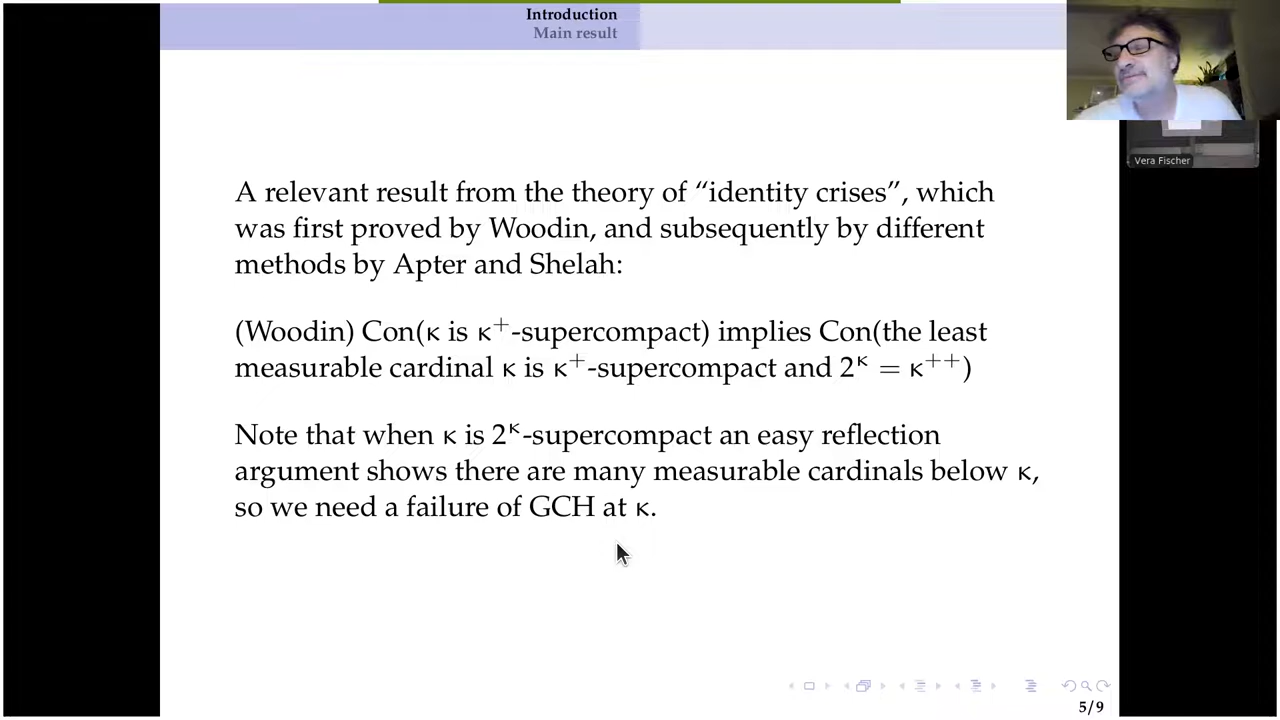 Introduction
Main result
A relevant result from the theory of “identity crises”, which
was first proved by Woodin, and subsequently by different
methods by Apter and Shelah:
(Woodin) Con(κ is κ⁺-supercompact) implies Con(the least
measurable cardinal κ is κ⁺-supercompact and 2^κ = κ⁺⁺)
Note that when κ is 2^κ-supercompact an easy reflection
argument shows there are many measurable cardinals below κ,
so we need a failure of GCH at κ.
Vera Fischer
5/9